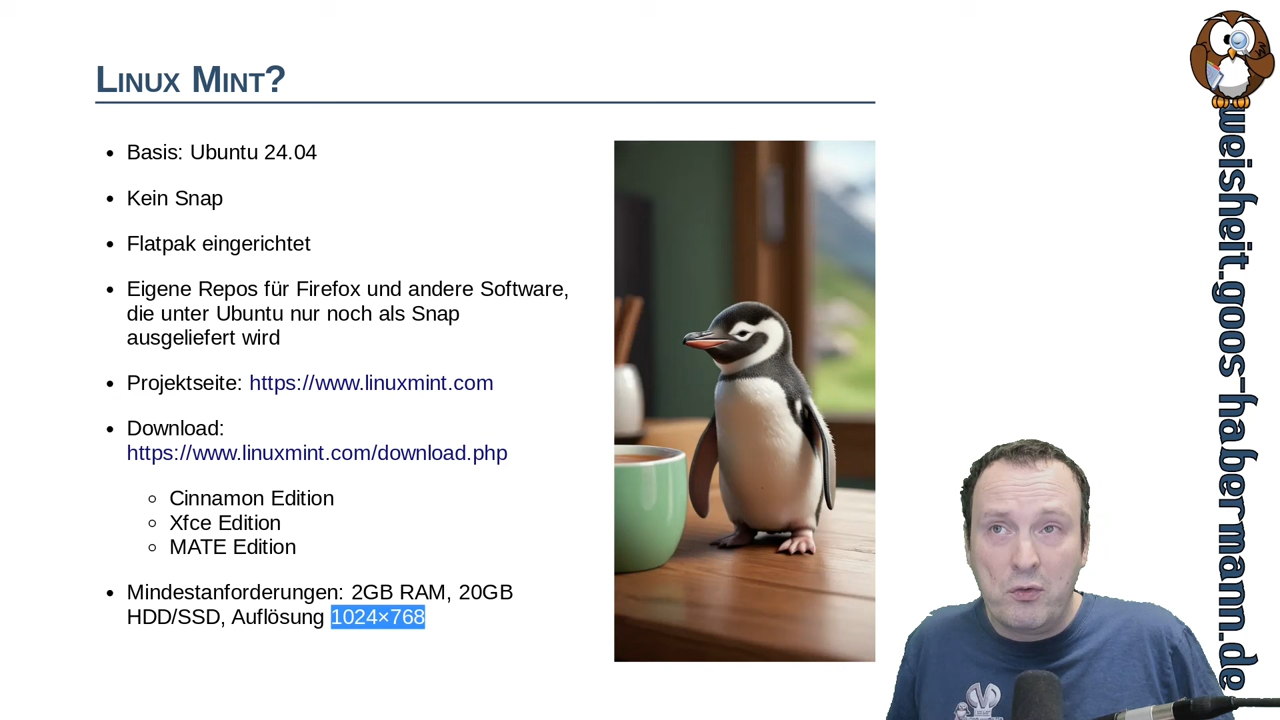 Linux Mint?
Basis: Ubuntu 24.04
Kein Snap
Flatpak eingerichtet
Eigene Repos für Firefox und andere Software,
die unter Ubuntu nur noch als Snap
ausgeliefert wird
Projektseite: https://www.linuxmint.com
Download:
https://www.linuxmint.com/download.php
Cinnamon Edition
Xfce Edition
MATE Edition
Mindestanforderungen: 2GB RAM, 20GB
HDD/SSD, Auflösung 1024×768
weisheit.goos-habermann.de